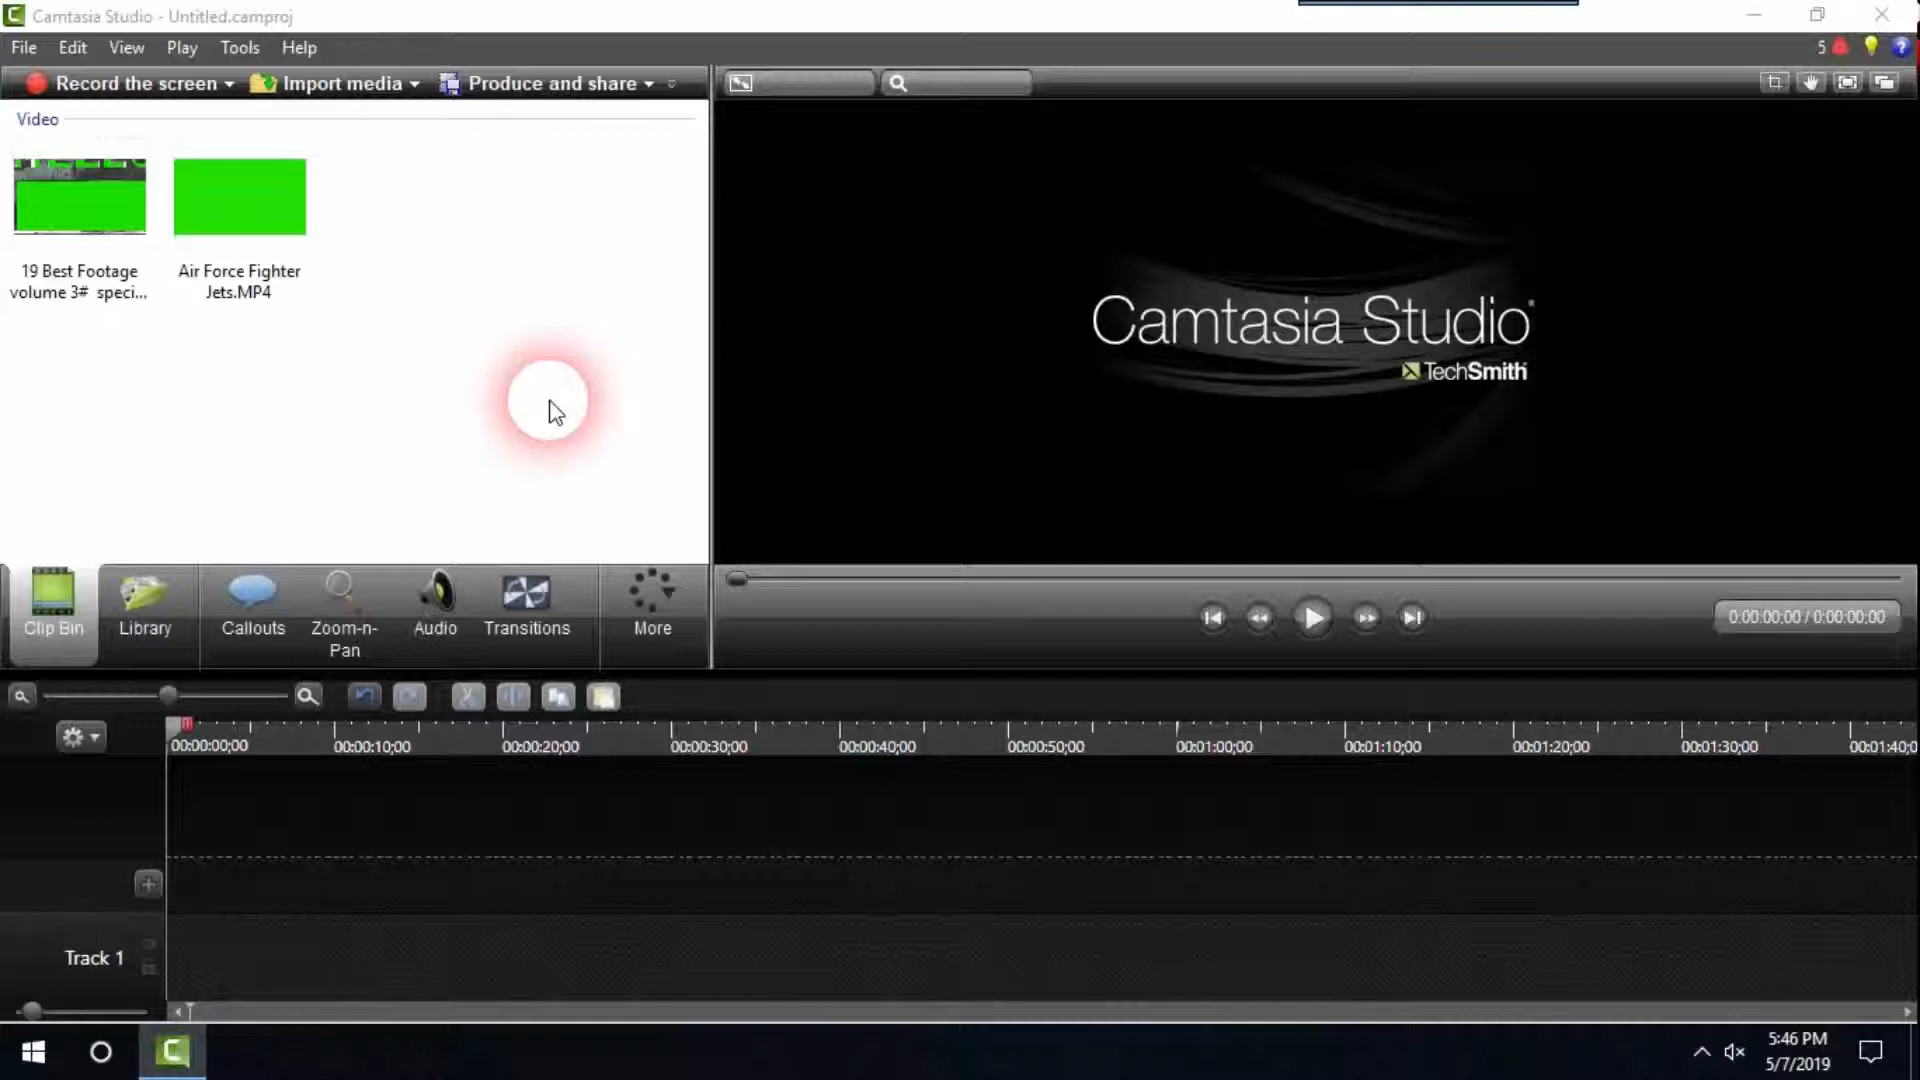 Camtasia Studio - Untitled.camproj
File Edit View Play Tools Help 5
Record the screen Import media Produce and share
Video
19 Best Footage
volume 3# speci...
Air Force Fighter
Jets.MP4
Camtasia Studio
TechSmith
Clip Bin Library Callouts Zoom-n-
Pan Audio Transitions More
0:00:00;00 / 0:00:00;00
00:00:00;00 00:00:10;00 00:00:20;00 00:00:30;00 00:00:40;00 00:00:50;00 00:01:00;00 00:01:10;00 00:01:20;00 00:01:30;00 00:01:40;0
Track 1
5:46 PM
5/7/2019